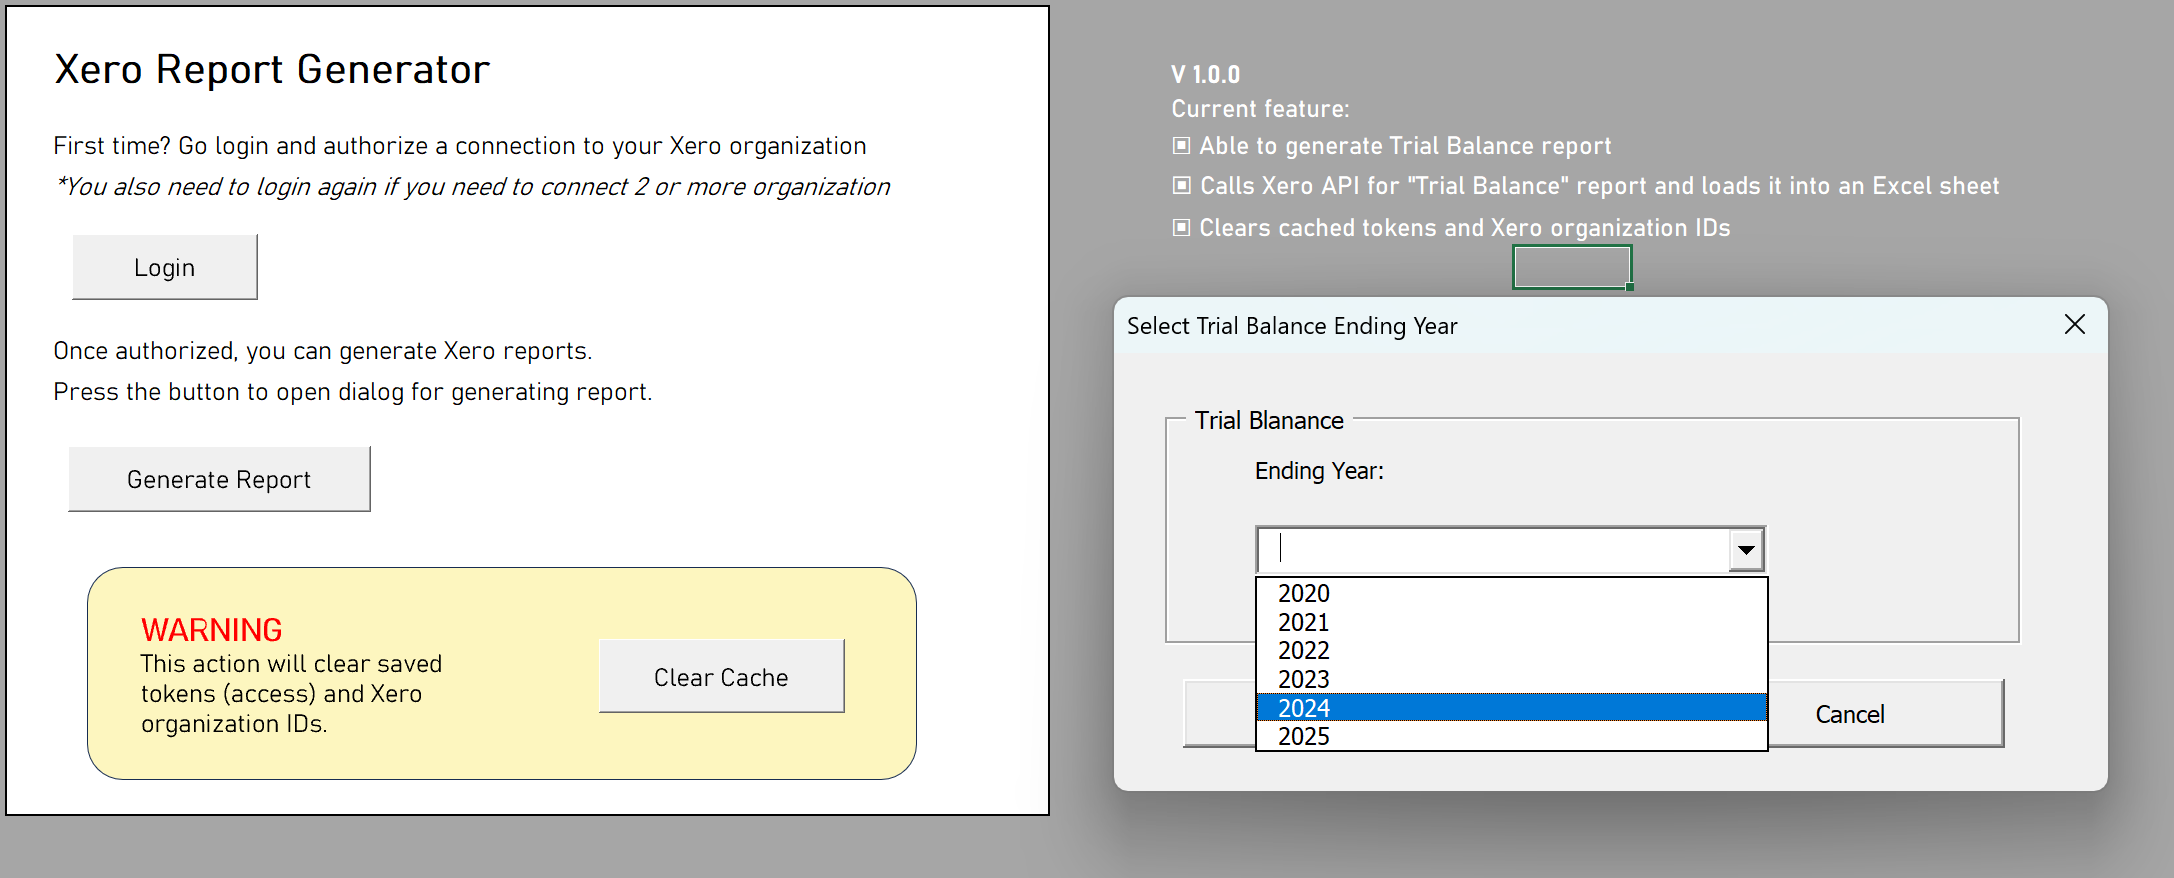 Xero Report Generator
First time? Go login and authorize a connection to your Xero organization
*You also need to login again if you need to connect 2 or more organization
Login
Once authorized, you can generate Xero reports.
Press the button to open dialog for generating report.
Generate Report
WARNING
This action will clear saved
tokens (access) and Xero
organization IDs.
Clear Cache
V 1.0.0
Current feature:
▣ Able to generate Trial Balance report
▣ Calls Xero API for "Trial Balance" report and loads it into an Excel sheet
▣ Clears cached tokens and Xero organization IDs
Select Trial Balance Ending Year
Trial Blanance
Ending Year:
2020
2021
2022
2023
2024
2025
Cancel